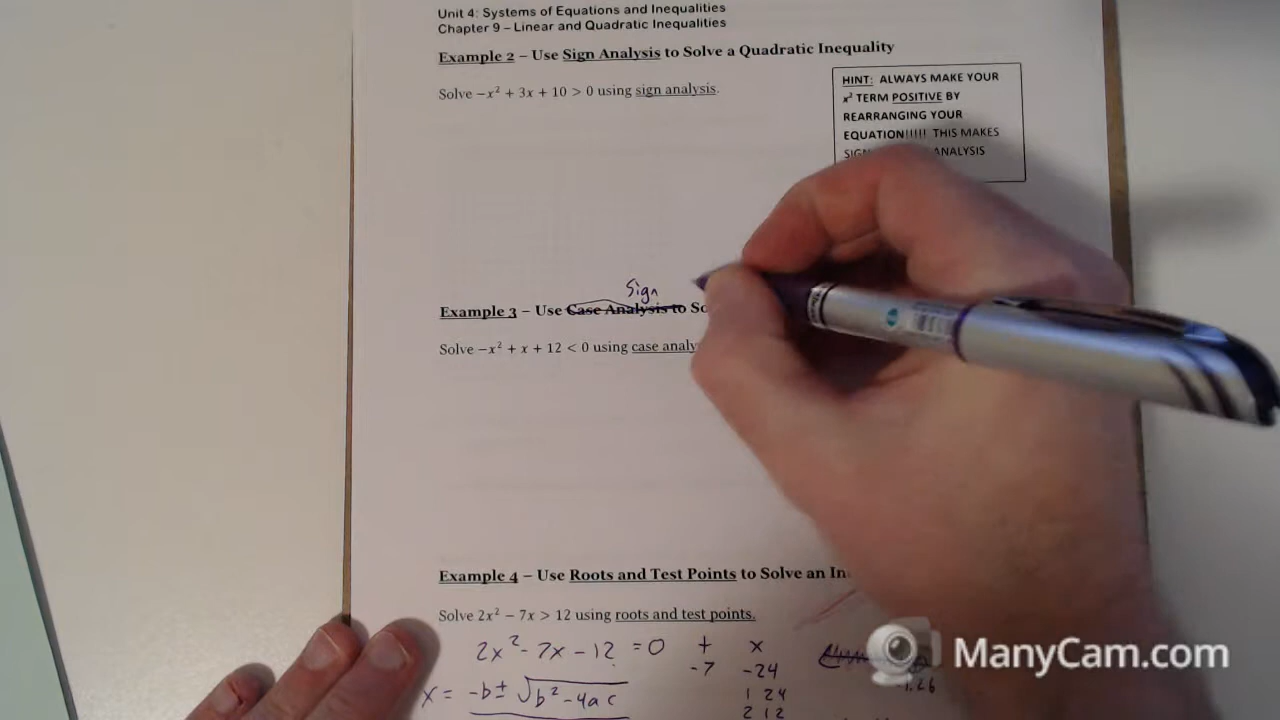 Unit 4: Systems of Equations and Inequalities
Chapter 9 – Linear and Quadratic Inequalities
Example 2 – Use Sign Analysis to Solve a Quadratic Inequality
Solve −x² + 3x + 10 > 0 using sign analysis.
HINT: ALWAYS MAKE YOUR
x² TERM POSITIVE BY
REARRANGING YOUR
EQUATION!!!!! THIS MAKES
SIGN ANALYSIS
Sign
Example 3 – Use Case Analysis to
Solve −x² + x + 12 < 0 using case
Example 4 – Use Roots and Test Points to Solve an
Solve 2x² − 7x > 12 using roots and test points.
2x² - 7x - 12 = 0 + x
-7 -24
x = -b ± √b² - 4ac 1 24
2 12
ManyCam.com